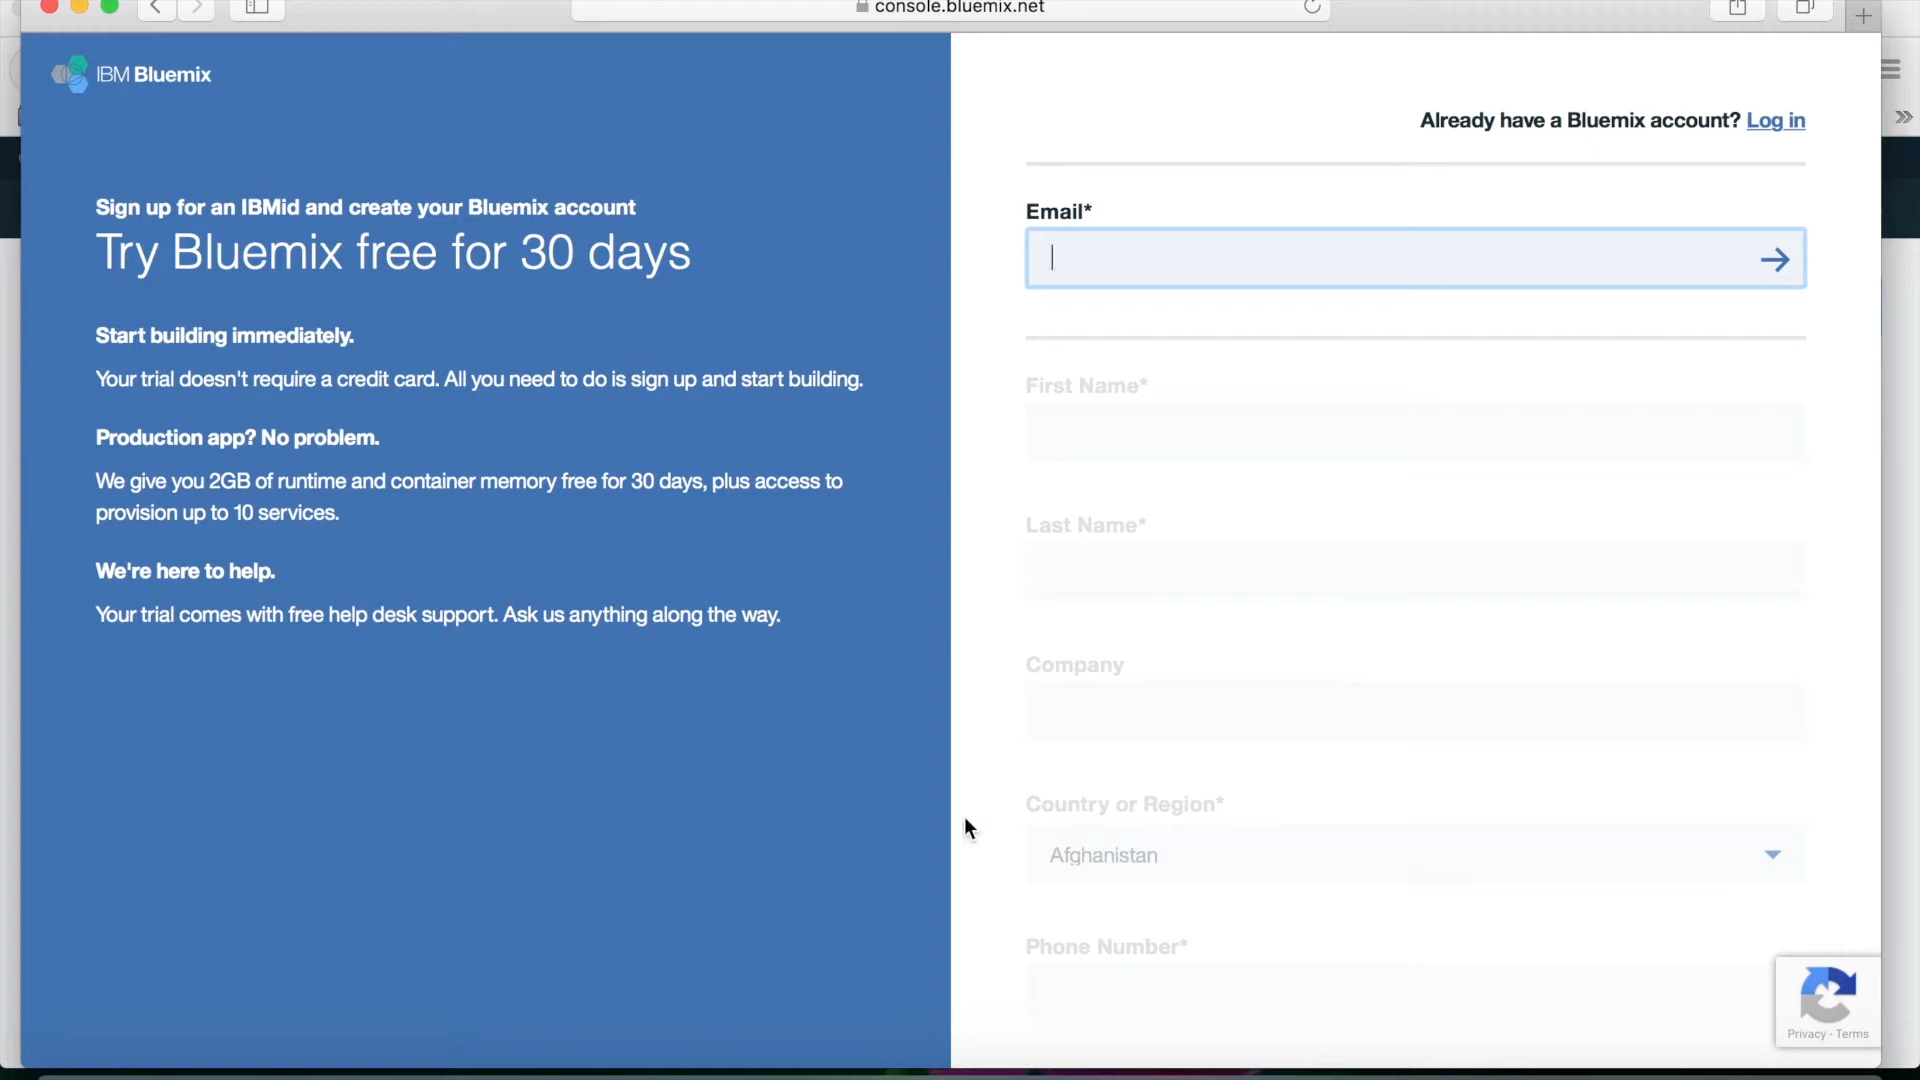 console.bluemix.net
IBM Bluemix
Already have a Bluemix account? Log in
Sign up for an IBMid and create your Bluemix account
Try Bluemix free for 30 days
Start building immediately.
Your trial doesn't require a credit card. All you need to do is sign up and start building.
Production app? No problem.
We give you 2GB of runtime and container memory free for 30 days, plus access to
provision up to 10 services.
We're here to help.
Your trial comes with free help desk support. Ask us anything along the way.
Email*
First Name*
Last Name*
Company
Country or Region*
Afghanistan
Phone Number*
Privacy - Terms